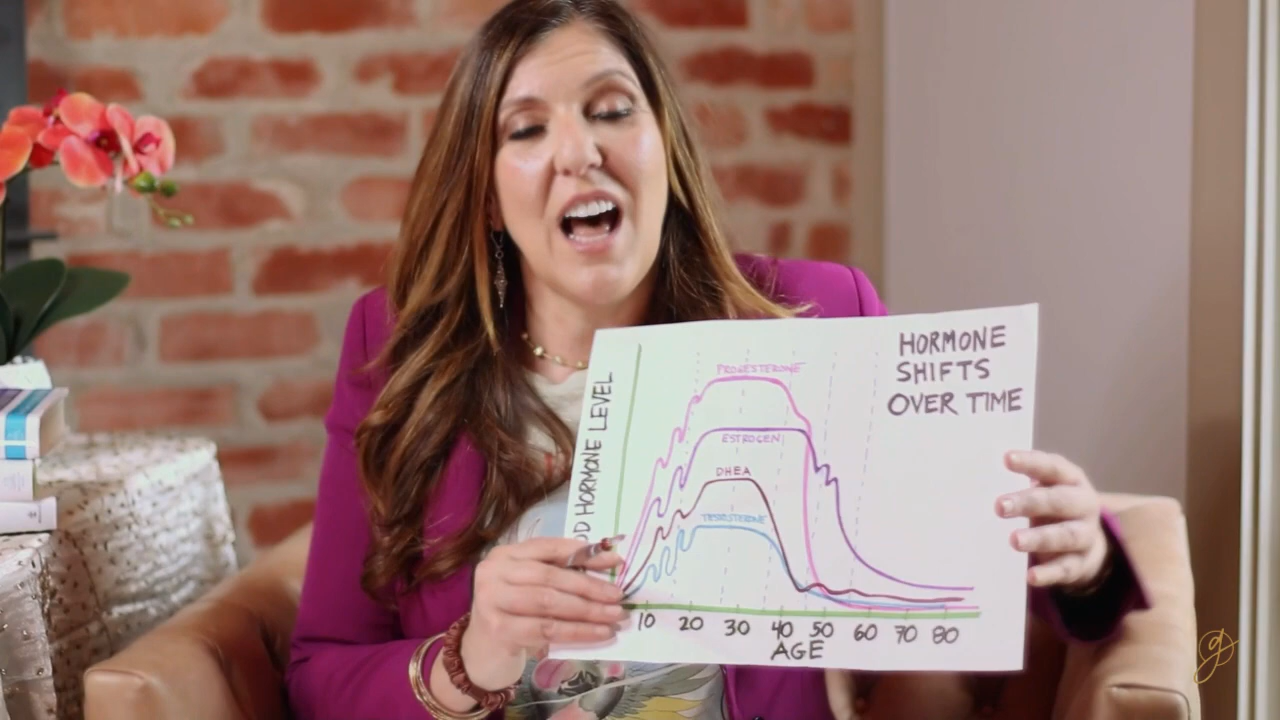 HORMONE
SHIFTS
OVER TIME
HORMONE LEVEL
PROGESTERONE
ESTROGEN
DHEA
TESTOSTERONE
10 20 30 40 50 60 70 80
AGE